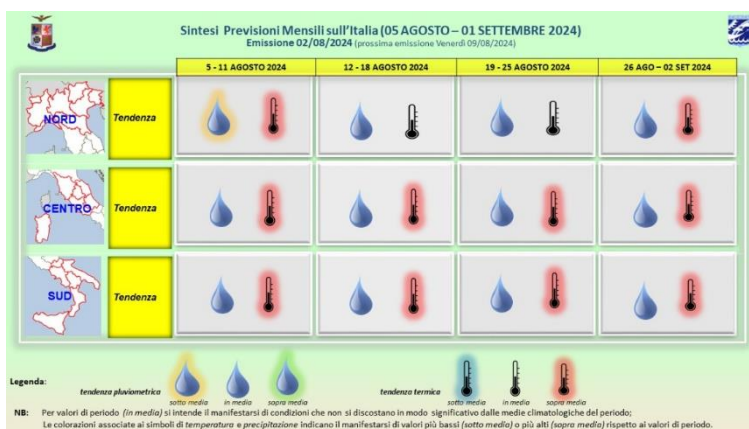 Sintesi Previsioni Mensili sull'Italia (05 AGOSTO – 01 SETTEMBRE 2024)
Emissione 02/08/2024 (prossima emissione Venerdì 09/08/2024)
5 - 11 AGOSTO 2024 12 - 18 AGOSTO 2024 19 - 25 AGOSTO 2024 26 AGO – 02 SET 2024
NORD Tendenza
CENTRO Tendenza
SUD Tendenza
Legenda:
tendenza pluviometrica sotto media in media sopra media tendenza termica sotto media in media sopra media
NB: Per valori di periodo (in media) si intende il manifestarsi di condizioni che non si discostano in modo significativo dalle medie climatologiche del periodo;
Le colorazioni associate ai simboli di temperatura e precipitazione indicano il manifestarsi di valori più bassi (sotto media) o più alti (sopra media) rispetto ai valori di periodo.